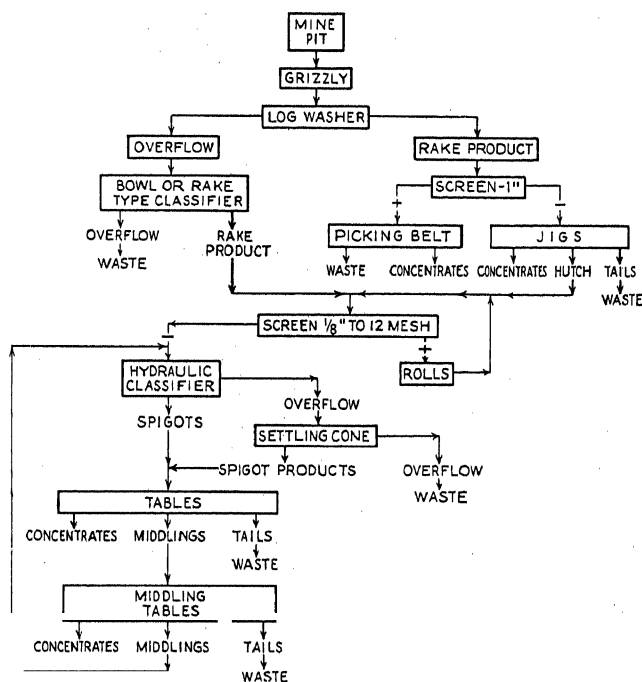 MINE
PIT
GRIZZLY
LOG WASHER
OVERFLOW
RAKE PRODUCT
BOWL OR RAKE
TYPE CLASSIFIER
SCREEN-1"
+
−
OVERFLOW
WASTE
RAKE
PRODUCT
PICKING BELT
JIGS
WASTE
CONCENTRATES
CONCENTRATES
HUTCH
TAILS
WASTE
SCREEN 1/8" TO 12 MESH
−
+
HYDRAULIC
CLASSIFIER
ROLLS
OVERFLOW
SPIGOTS
SETTLING CONE
SPIGOT PRODUCTS
OVERFLOW
WASTE
TABLES
CONCENTRATES
MIDDLINGS
TAILS
WASTE
MIDDLING
TABLES
CONCENTRATES
MIDDLINGS
TAILS
WASTE